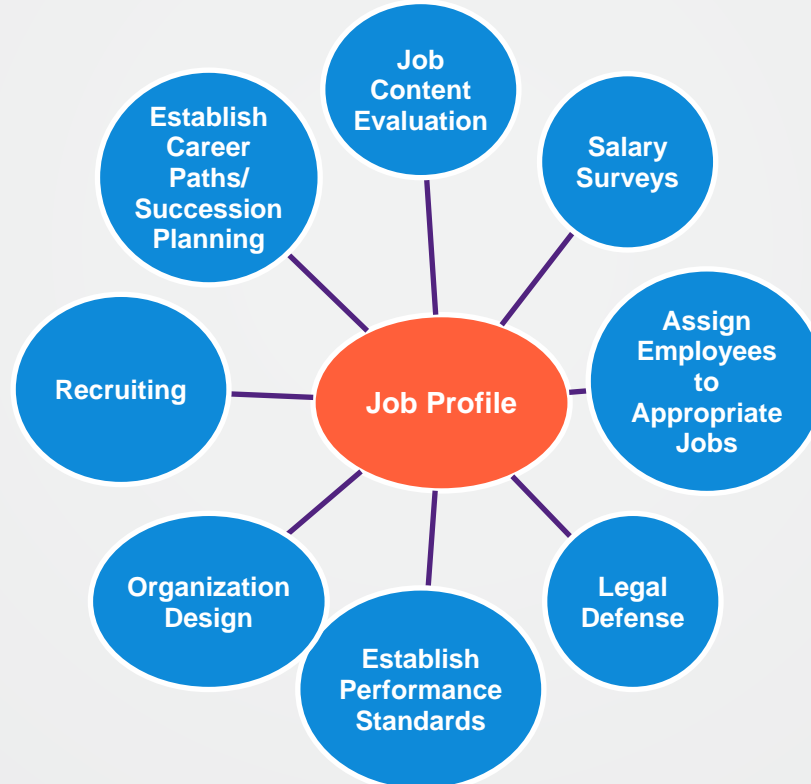 Job
Content
Evaluation
Establish
Career
Paths/
Succession
Planning
Salary
Surveys
Assign
Employees
to
Appropriate
Jobs
Recruiting
Job Profile
Organization
Design
Legal
Defense
Establish
Performance
Standards